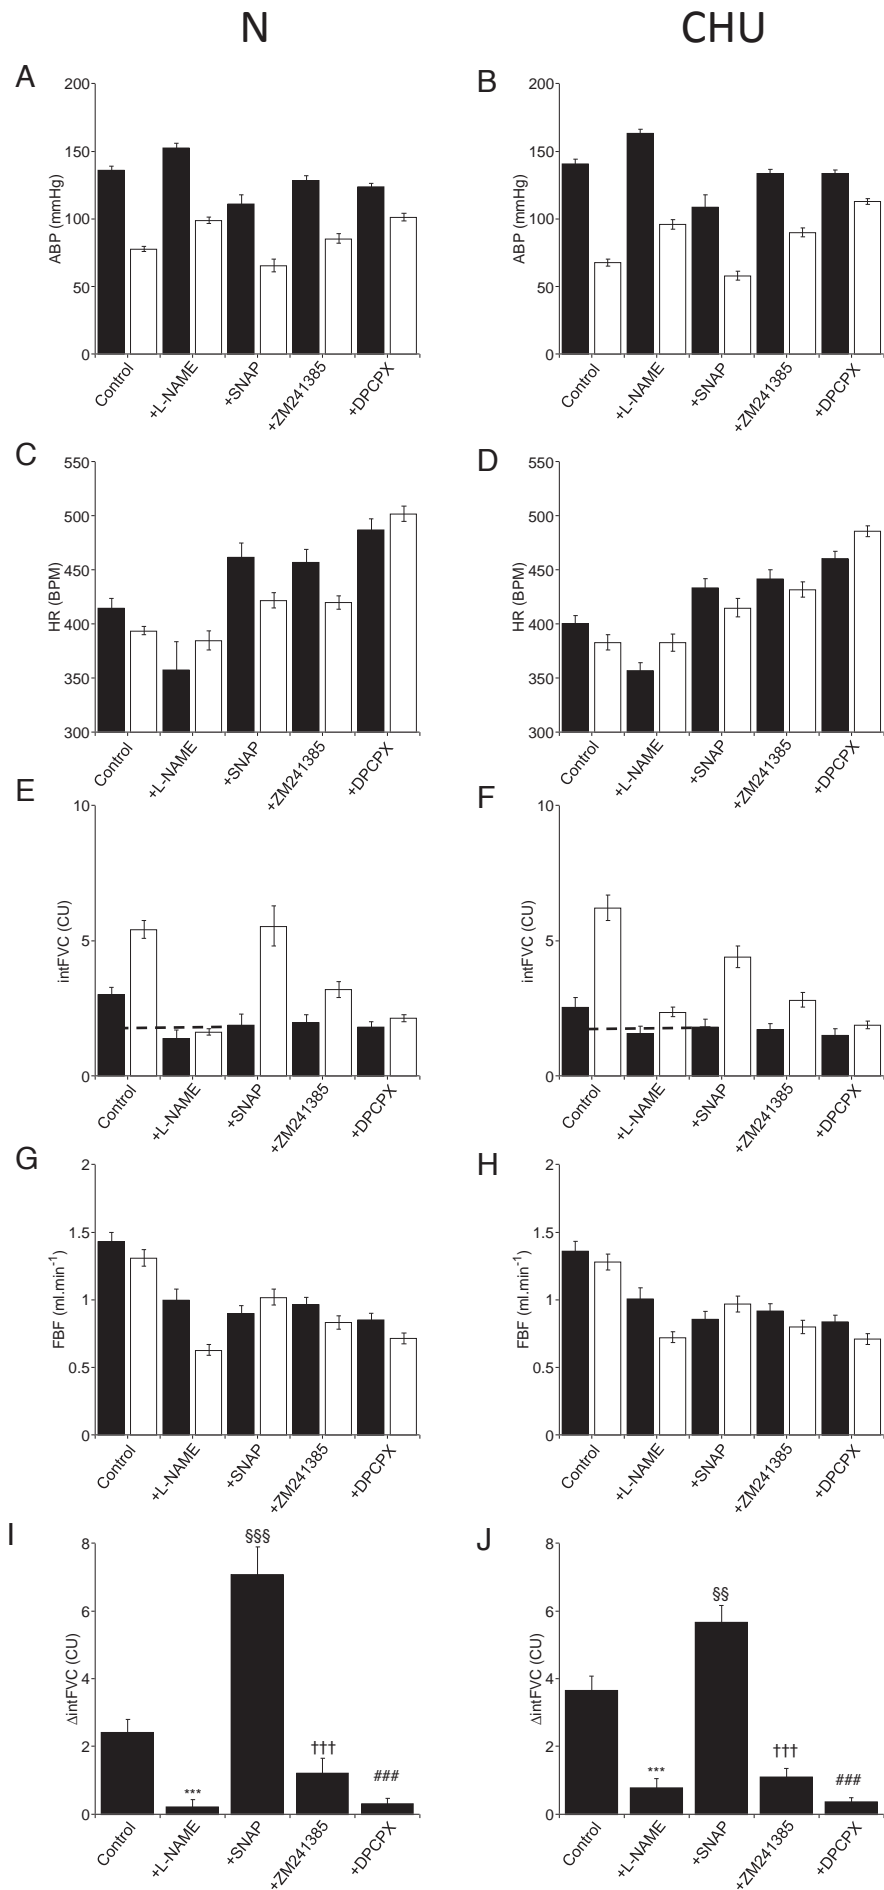 N CHU
A B
200 200
150 150
100 100
50 50
0 0
ABP (mmHg) ABP (mmHg)
Control +L-NAME +SNAP +ZM241385 +DPCPX Control +L-NAME +SNAP +ZM241385 +DPCPX
C D
550 550
500 500
450 450
400 400
350 350
300 300
HR (BPM) HR (BPM)
Control +L-NAME +SNAP +ZM241385 +DPCPX Control +L-NAME +SNAP +ZM241385 +DPCPX
E F
10 10
5 5
0 0
intFVC (CU) intFVC (CU)
Control +L-NAME +SNAP +ZM241385 +DPCPX Control +L-NAME +SNAP +ZM241385 +DPCPX
G H
2 2
1.5 1.5
1 1
0.5 0.5
0 0
FBF (ml.min⁻¹) FBF (ml.min⁻¹)
Control +L-NAME +SNAP +ZM241385 +DPCPX Control +L-NAME +SNAP +ZM241385 +DPCPX
I J
8 8
6 6
4 4
2 2
0 0
ΔintFVC (CU) ΔintFVC (CU)
*** §§§ ††† ### *** §§ ††† ###
Control +L-NAME +SNAP +ZM241385 +DPCPX Control +L-NAME +SNAP +ZM241385 +DPCPX